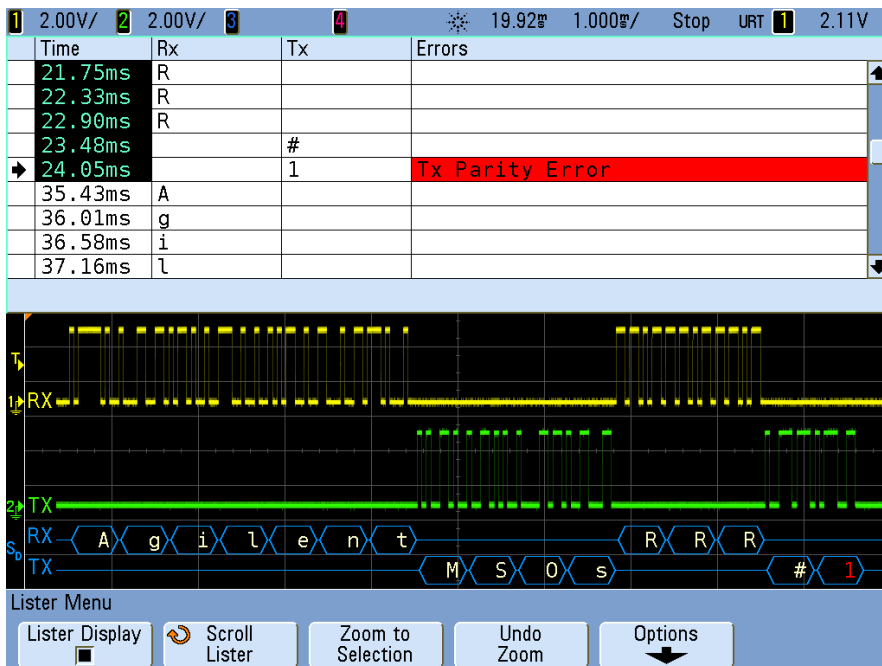 1 2.00V/ 2 2.00V/ 3 4 19.92ms 1.000ms/ Stop URT 1 2.11V
Time Rx Tx Errors
21.75ms R
22.33ms R
22.90ms R
23.48ms #
24.05ms 1 Tx Parity Error
35.43ms A
36.01ms g
36.58ms i
37.16ms l
T
1 RX
2 TX
RX A g i l e n t R R R
SD
TX M S O s # 1
Lister Menu
Lister Display Scroll Lister Zoom to Selection Undo Zoom Options